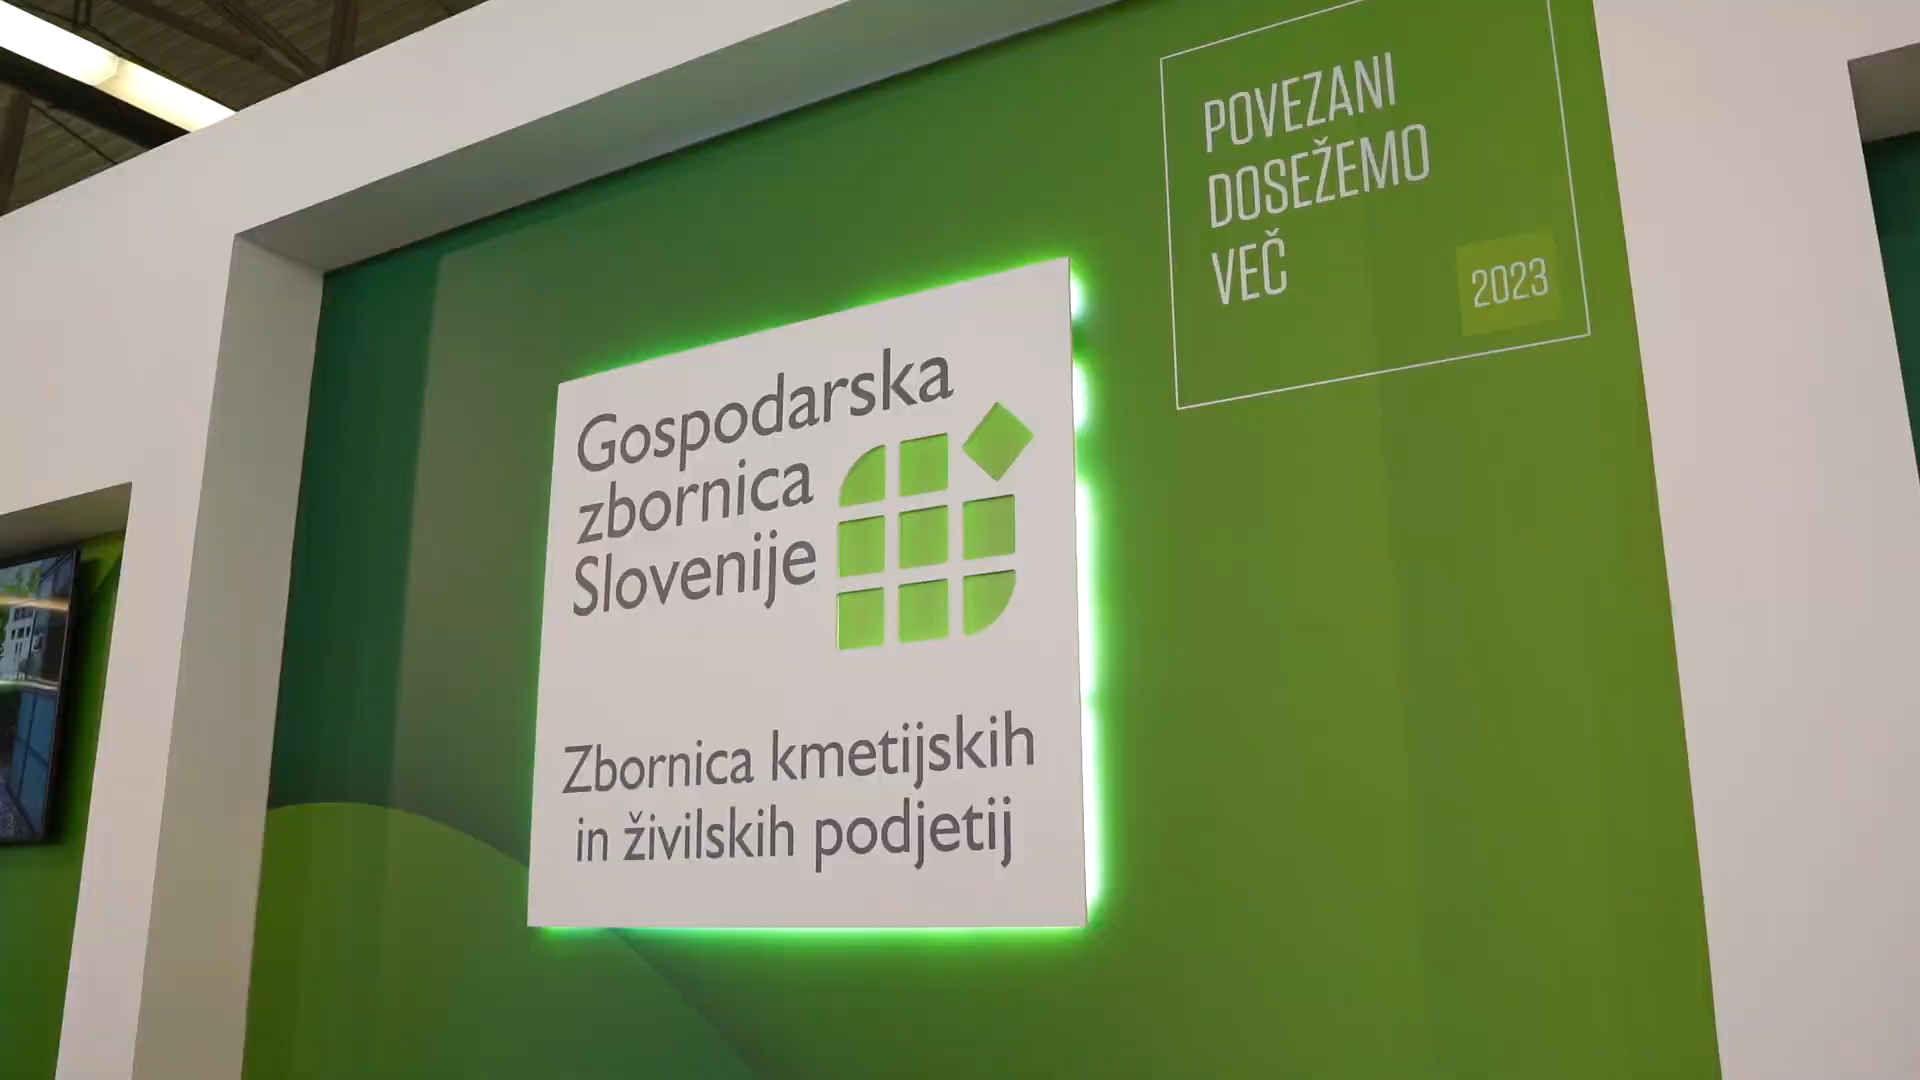 POVEZANI
DOSEŽEMO
VEČ
2023
Gospodarska
zbornica
Slovenije
Zbornica kmetijskih
in živilskih podjetij